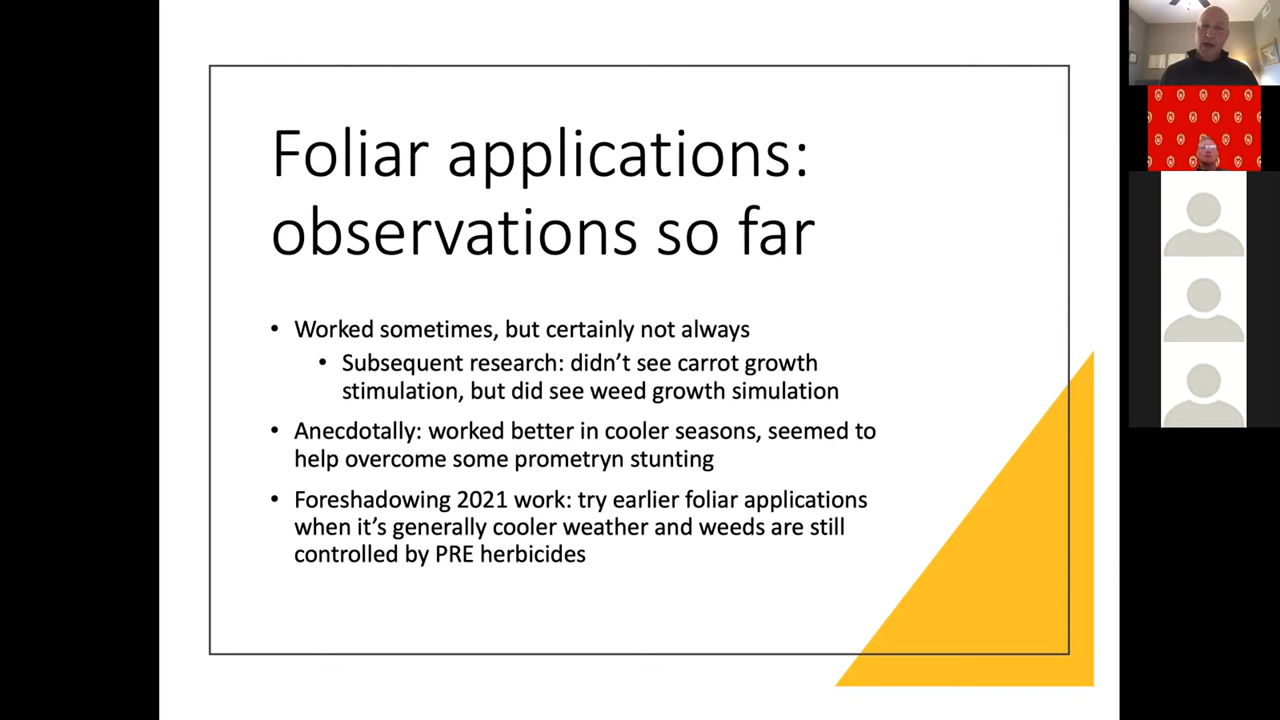 Foliar applications:
observations so far
• Worked sometimes, but certainly not always
• Subsequent research: didn't see carrot growth
stimulation, but did see weed growth simulation
• Anecdotally: worked better in cooler seasons, seemed to
help overcome some prometryn stunting
• Foreshadowing 2021 work: try earlier foliar applications
when it's generally cooler weather and weeds are still
controlled by PRE herbicides